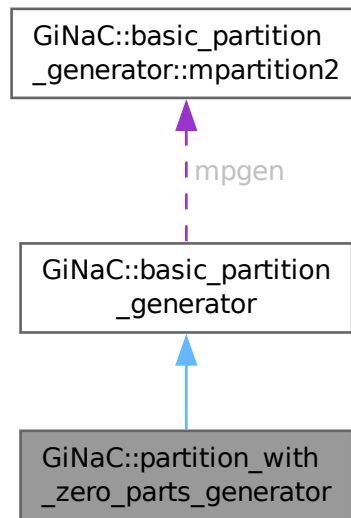 GiNaC::basic_partition
_generator::mpartition2
mpgen
GiNaC::basic_partition
_generator
GiNaC::partition_with
_zero_parts_generator